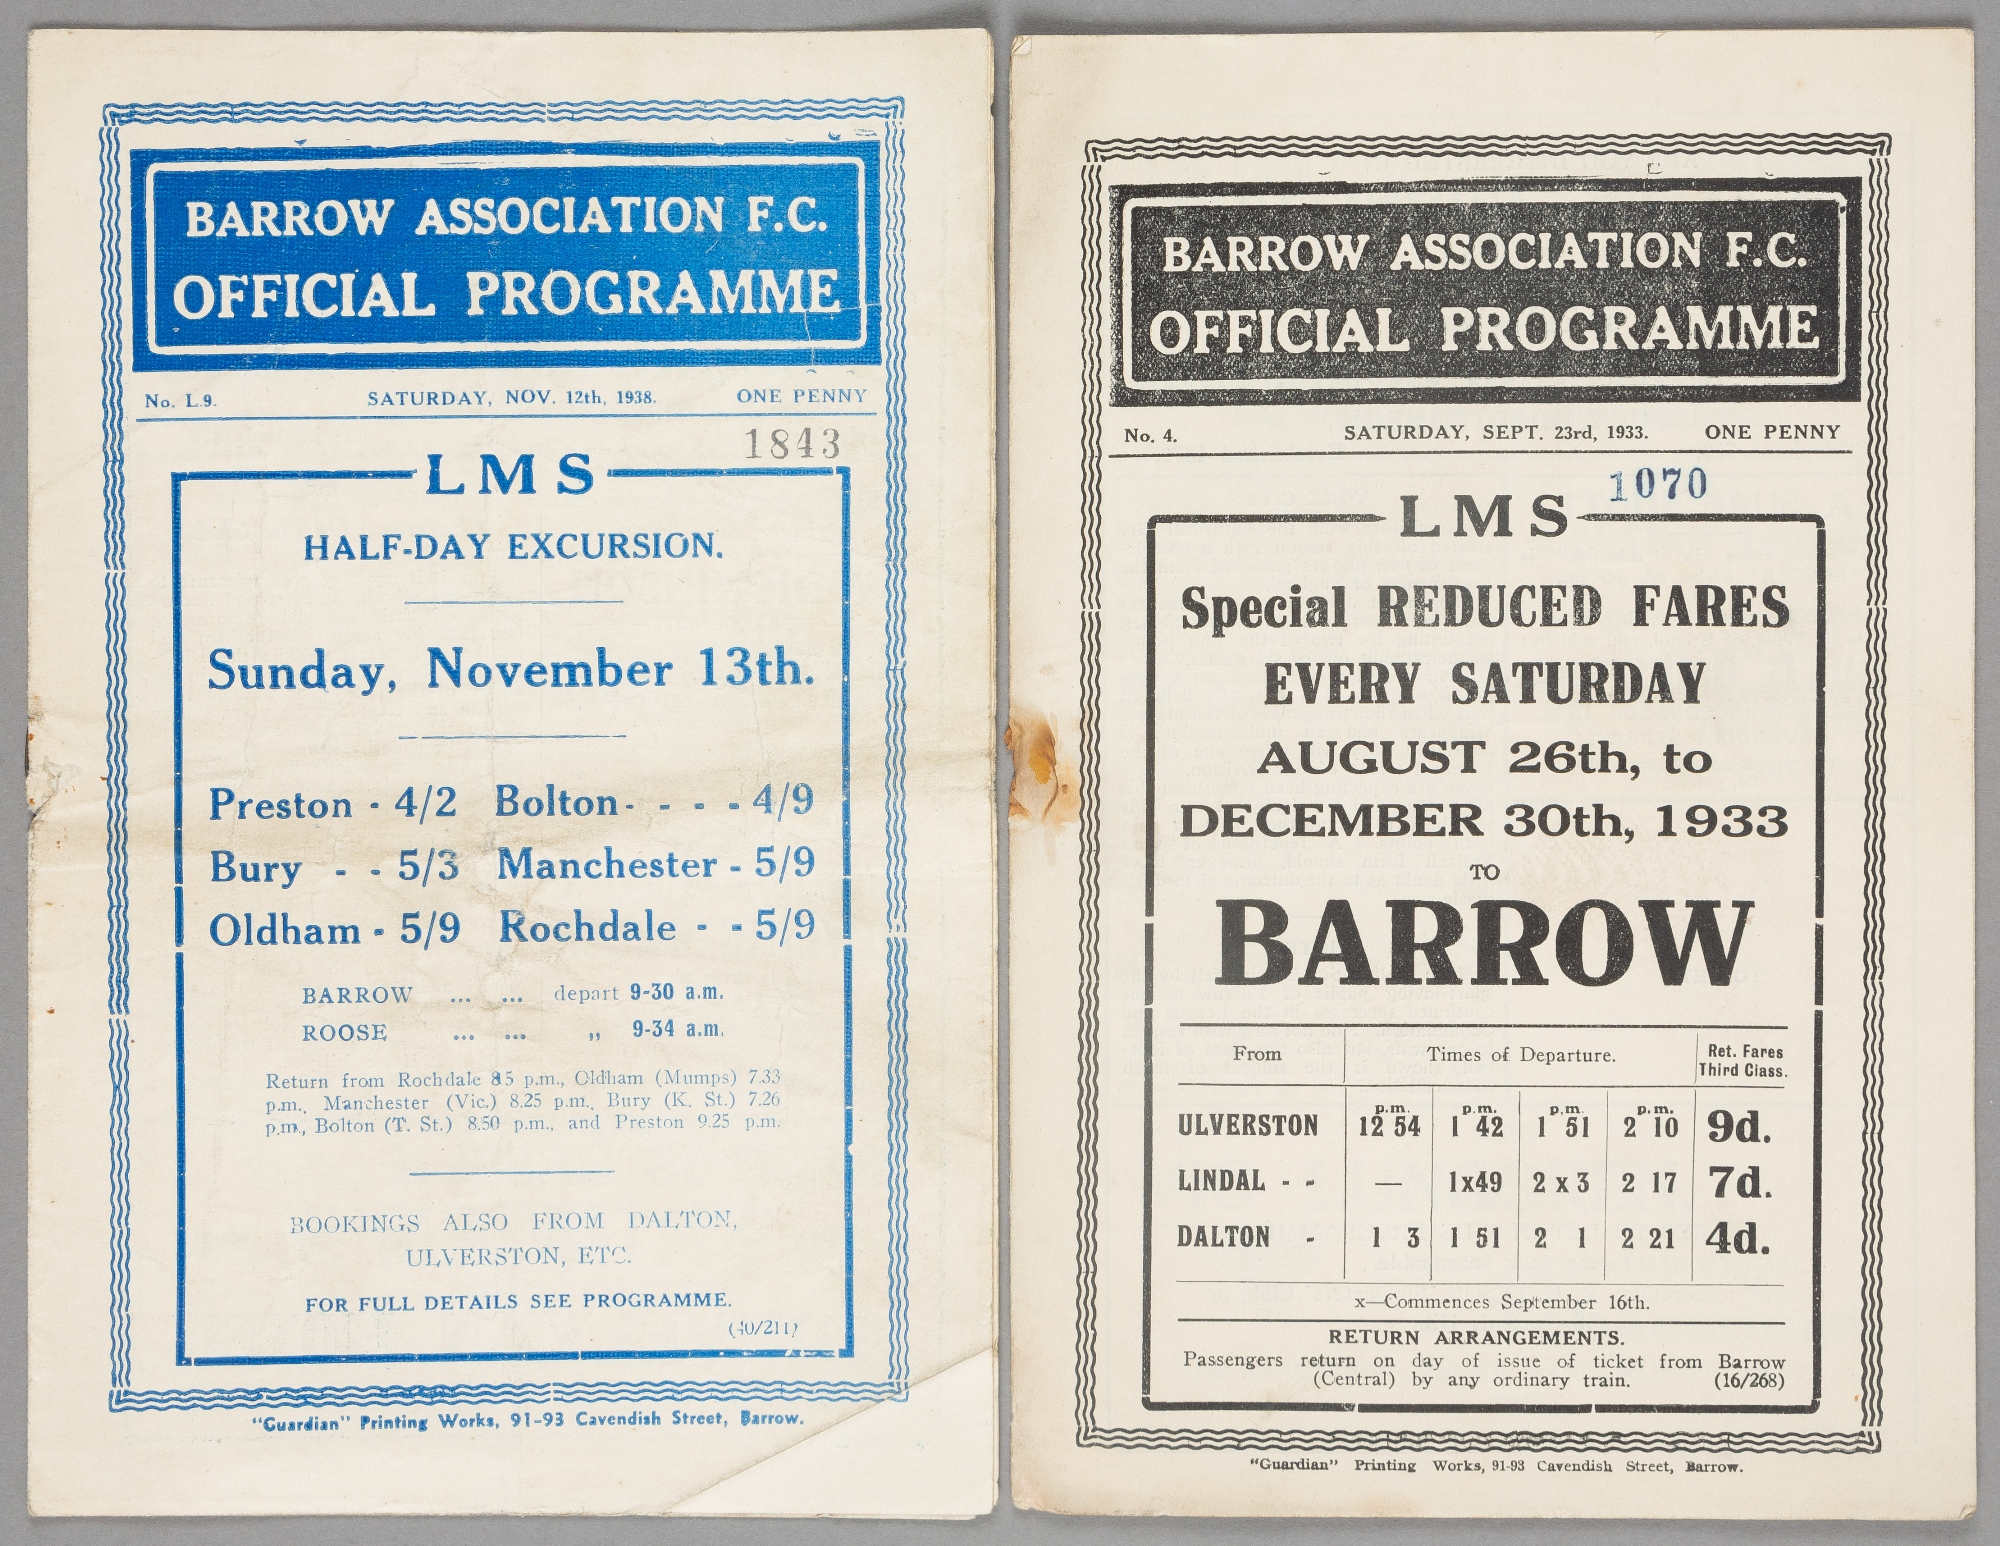 BARROW ASSOCIATION F.C.
OFFICIAL PROGRAMME
No. L.9. SATURDAY, NOV. 12th, 1938. ONE PENNY
1843
LMS
HALF-DAY EXCURSION.
Sunday, November 13th.
Preston - 4/2 Bolton - - - - 4/9
Bury - - 5/3 Manchester - 5/9
Oldham - 5/9 Rochdale - - 5/9
BARROW ... ... depart 9-30 a.m.
ROOSE ... ... „ 9-34 a.m.
Return from Rochdale 8.5 p.m., Oldham (Mumps) 7.33
p.m., Manchester (Vic.) 8.25 p.m., Bury (K. St.) 7.26
p.m., Bolton (T. St.) 8.50 p.m., and Preston 9.25 p.m.
BOOKINGS ALSO FROM DALTON,
ULVERSTON, ETC.
FOR FULL DETAILS SEE PROGRAMME.
(40/211)
"Guardian" Printing Works, 91-93 Cavendish Street, Barrow.
BARROW ASSOCIATION F.C.
OFFICIAL PROGRAMME
No. 4. SATURDAY, SEPT. 23rd, 1933. ONE PENNY
1070
LMS
Special REDUCED FARES
EVERY SATURDAY
AUGUST 26th, to
DECEMBER 30th, 1933
TO
BARROW
From Times of Departure. Ret. Fares
Third Class.
p.m. p.m. p.m. p.m.
ULVERSTON 12 54 1 42 1 51 2 10 9d.
LINDAL - - — 1x49 2 x 3 2 17 7d.
DALTON - 1 3 1 51 2 1 2 21 4d.
x—Commences September 16th.
RETURN ARRANGEMENTS.
Passengers return on day of issue of ticket from Barrow
(Central) by any ordinary train. (16/268)
"Guardian" Printing Works, 91-93 Cavendish Street, Barrow.